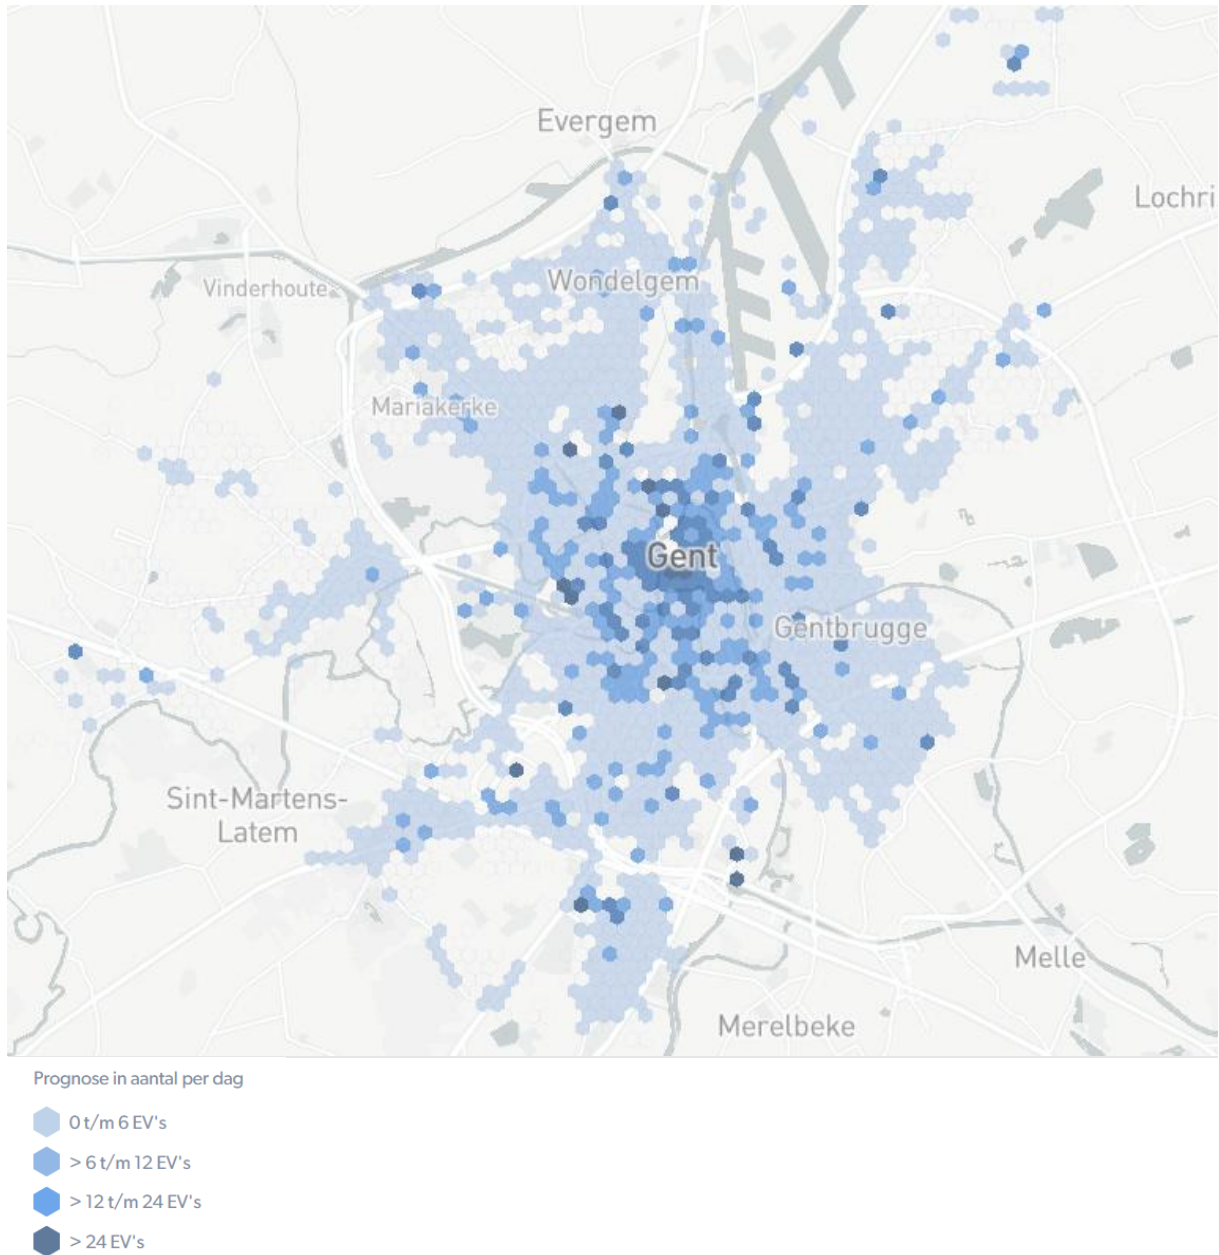 Evergem
Lochri
Wondelgem
Vinderhoute
Mariakerke
Gent
Gentbrugge
Sint-Martens-
Latem
Melle
Merelbeke
Prognose in aantal per dag
0 t/m 6 EV's
> 6 t/m 12 EV's
> 12 t/m 24 EV's
> 24 EV's